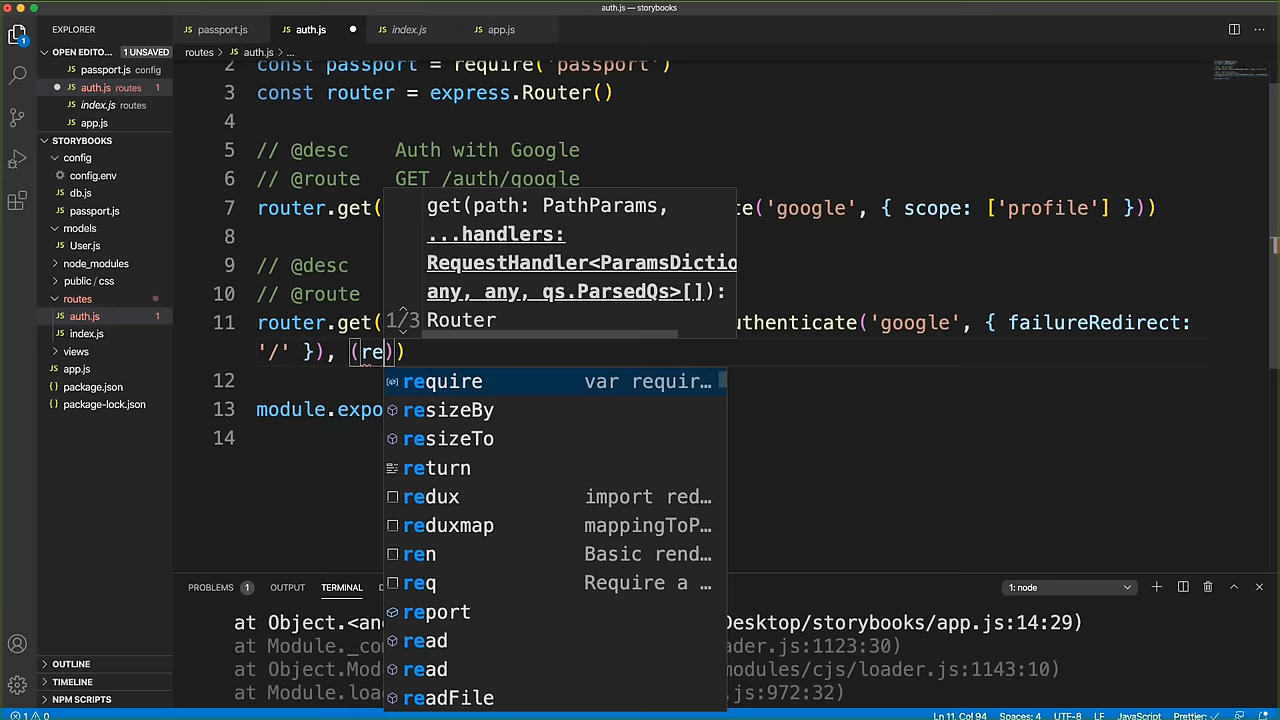 auth.js — storybooks
EXPLORER
passport.js
auth.js
index.js
app.js
OPEN EDITO... 1 UNSAVED
routes > auth.js > ...
passport.js config
auth.js routes 1
index.js routes
app.js
STORYBOOKS
config
config.env
db.js
passport.js
models
User.js
node_modules
public / css
routes
auth.js 1
index.js
views
app.js
package.json
package-lock.json
OUTLINE
TIMELINE
NPM SCRIPTS
2 const passport = require('passport')
3 const router = express.Router()
4
5 // @desc Auth with Google
6 // @route GET /auth/google
7 router.get( te('google', { scope: ['profile'] }))
8
9 // @desc
10 // @route
11 router.get( uthenticate('google', { failureRedirect:
'/' }), (re))
12
13 module.expo
14
get(path: PathParams,
...handlers:
RequestHandler<ParamsDictio
any, any, qs.ParsedQs>[]):
1/3 Router
require var requir...
resizeBy
resizeTo
return
redux import red...
reduxmap mappingToP...
ren Basic rend...
req Require a ...
report
read
read
readFile
PROBLEMS 1 OUTPUT TERMINAL D
1: node
at Object.<an Desktop/storybooks/app.js:14:29)
at Module._co ader.js:1123:30)
at Object.Mod modules/cjs/loader.js:1143:10)
at Module.loa .js:972:32)
1 0
Ln 11, Col 94 Spaces: 4 UTF-8 LF JavaScript Prettier: ✓